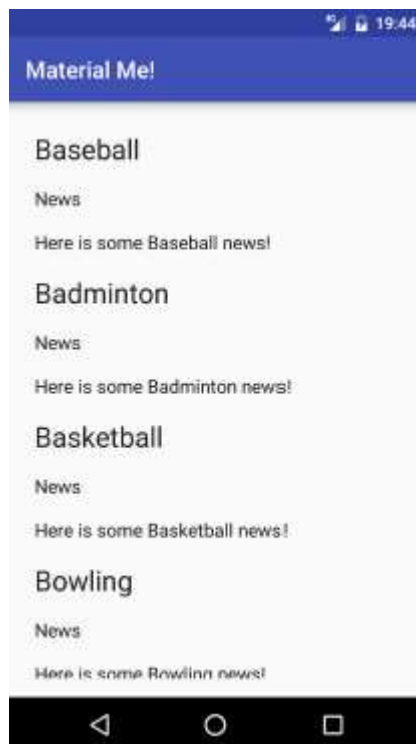 19:44
Material Me!
Baseball
News
Here is some Baseball news!
Badminton
News
Here is some Badminton news!
Basketball
News
Here is some Basketball news!
Bowling
News
Here is some Bowling news!